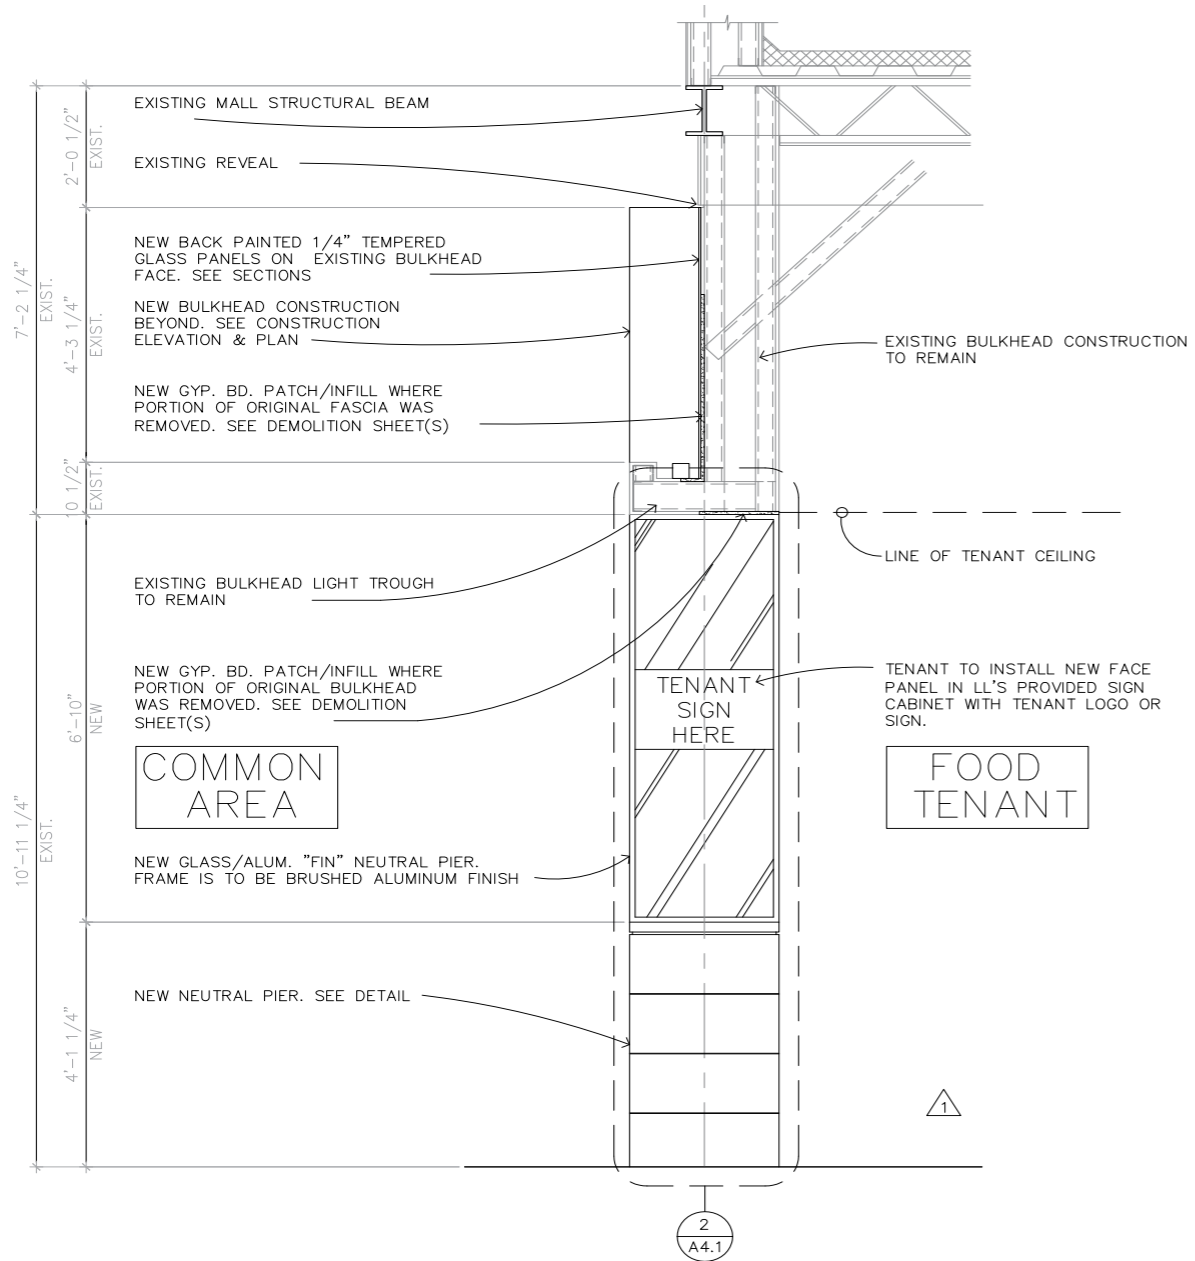 EXISTING MALL STRUCTURAL BEAM
EXISTING REVEAL
NEW BACK PAINTED 1/4" TEMPERED
GLASS PANELS ON EXISTING BULKHEAD
FACE. SEE SECTIONS
NEW BULKHEAD CONSTRUCTION
BEYOND. SEE CONSTRUCTION
ELEVATION & PLAN
NEW GYP. BD. PATCH/INFILL WHERE
PORTION OF ORIGINAL FASCIA WAS
REMOVED. SEE DEMOLITION SHEET(S)
EXISTING BULKHEAD LIGHT TROUGH
TO REMAIN
NEW GYP. BD. PATCH/INFILL WHERE
PORTION OF ORIGINAL BULKHEAD
WAS REMOVED. SEE DEMOLITION
SHEET(S)
COMMON
AREA
NEW GLASS/ALUM. "FIN" NEUTRAL PIER.
FRAME IS TO BE BRUSHED ALUMINUM FINISH
NEW NEUTRAL PIER. SEE DETAIL
2'-0 1/2"
EXIST.
4'-3 1/4"
EXIST.
7'-2 1/4"
EXIST.
10 1/2"
EXIST.
6'-10"
NEW
10'-11 1/4"
EXIST.
4'-1 1/4"
NEW
TENANT
SIGN
HERE
EXISTING BULKHEAD CONSTRUCTION
TO REMAIN
LINE OF TENANT CEILING
TENANT TO INSTALL NEW FACE
PANEL IN LL'S PROVIDED SIGN
CABINET WITH TENANT LOGO OR
SIGN.
FOOD
TENANT
1
2
A4.1